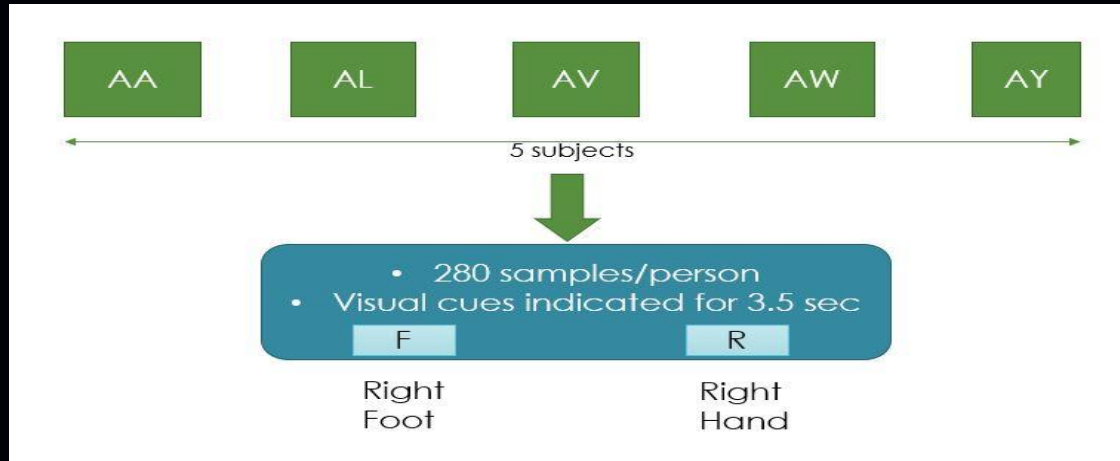 AA AL AV AW AY
5 subjects
• 280 samples/person
• Visual cues indicated for 3.5 sec
F R
Right Right
Foot Hand